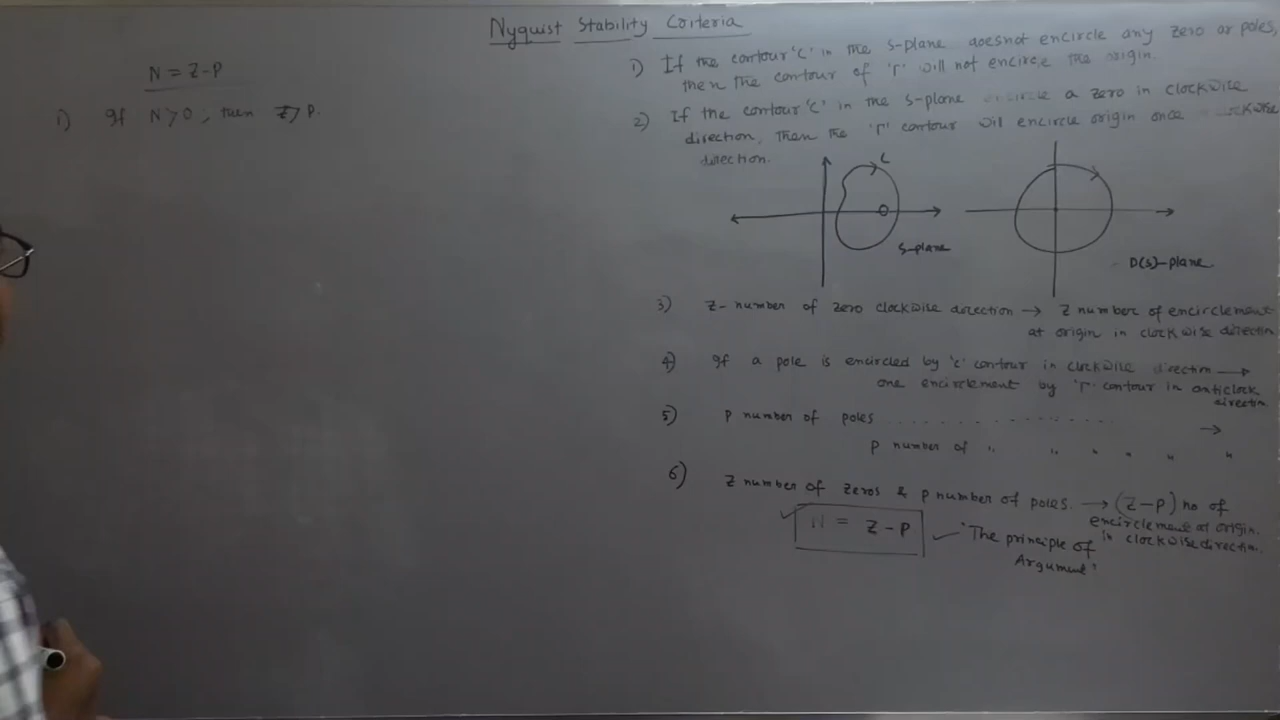 Nyquist Stability Criteria
N = Z-P
1) If N>0, then Z>P.
1) If the contour 'C' in the s-plane doesnot encircle any zero or poles,
then the contour of 'Γ' will not encircle the origin.
2) If the contour 'C' in the s-plane encircle a zero in clockwise
direction, then the 'Γ' contour will encircle origin once clockwise
direction.
C
s-plane
D(s)-plane
3) Z- number of zero clockwise direction → Z number of encirclement
at origin in clockwise direction
4) If a pole is encircled by 'C' contour in clockwise direction →
one encirclement by 'Γ' contour in anticlock
direction
5) P number of poles . . . . . . . . . . . . . →
P number of " " " " " "
6) Z number of zeros & P number of poles. → (Z-P) no of
encirclement at origin.
in clockwise direction.
N = Z-P
"The principle of
Argument"